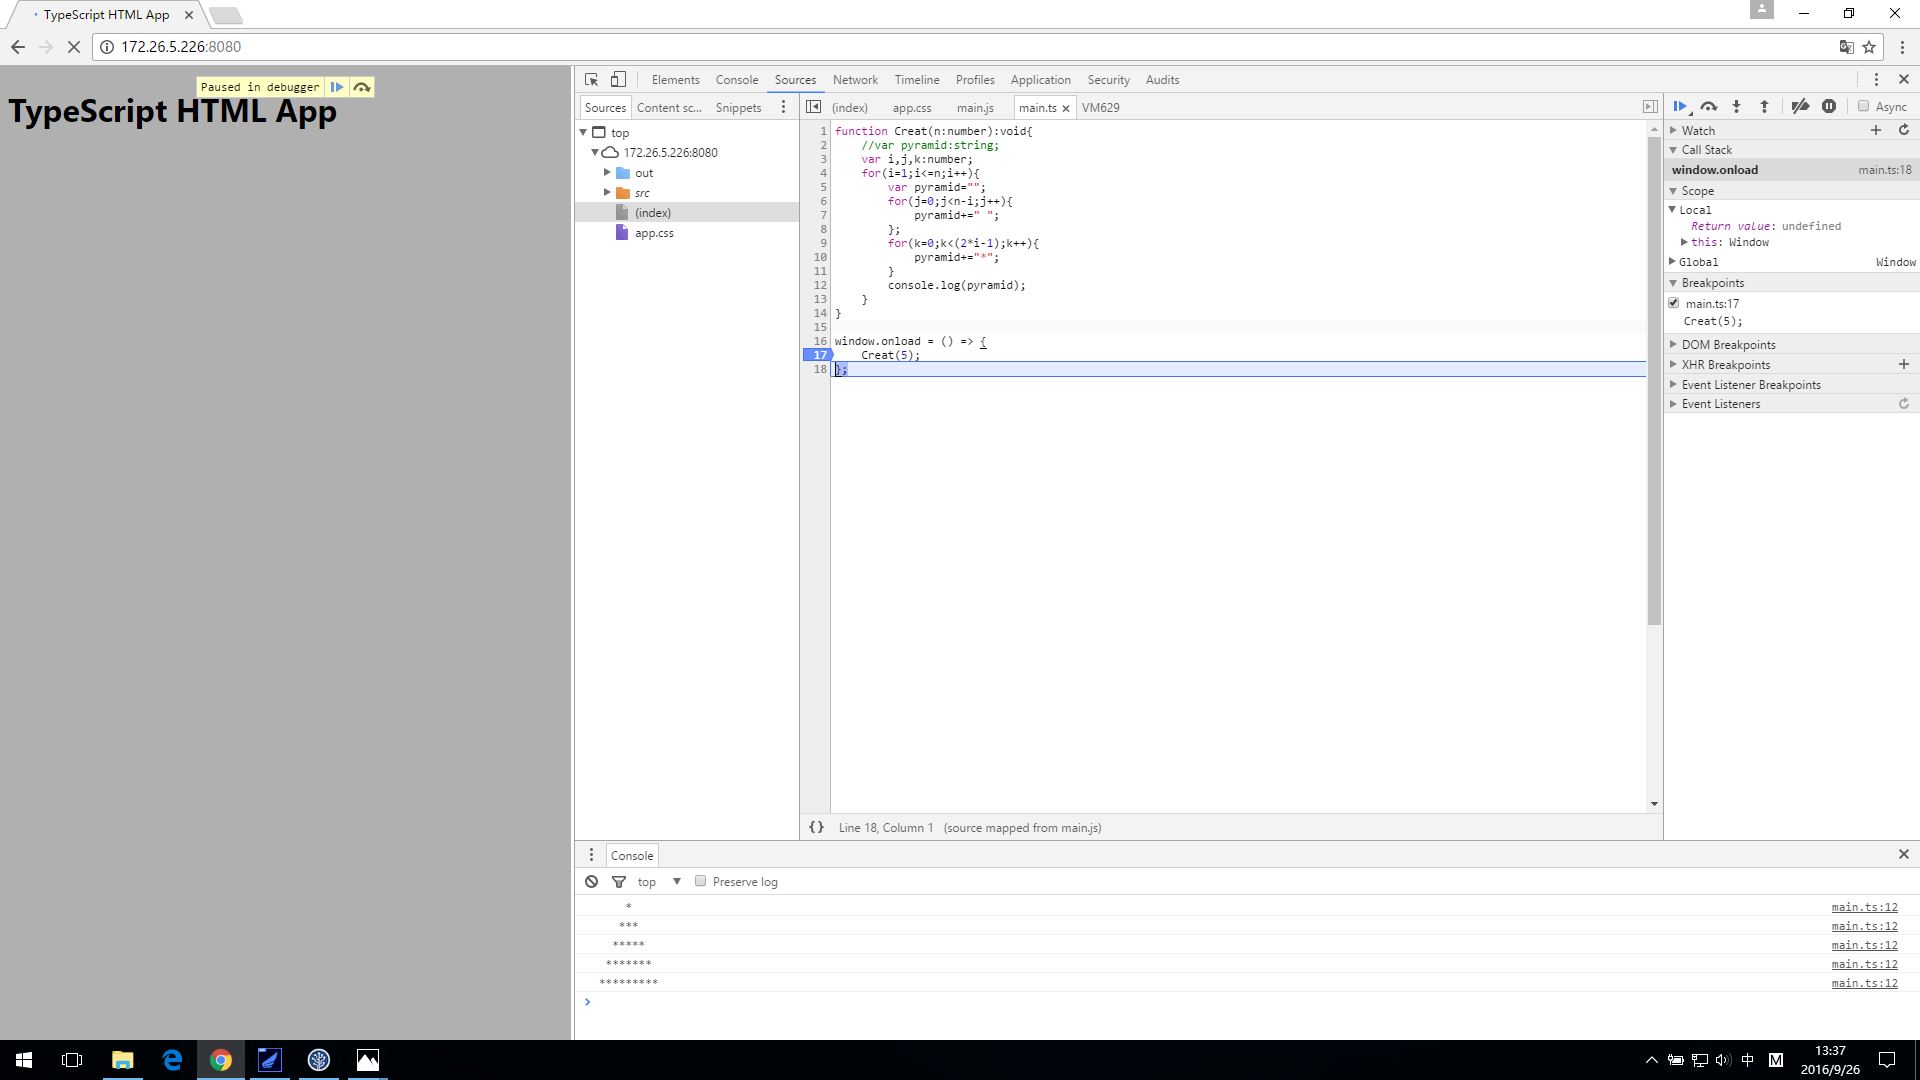 TypeScript HTML App
172.26.5.226:8080
Paused in debugger
TypeScript HTML App
Elements Console Sources Network Timeline Profiles Application Security Audits
Sources Content sc... Snippets
top
172.26.5.226:8080
out
src
(index)
app.css
(index) app.css main.js main.ts VM629
1 function Creat(n:number):void{
2 //var pyramid:string;
3 var i,j,k:number;
4 for(i=1;i<=n;i++){
5 var pyramid="";
6 for(j=0;j<n-i;j++){
7 pyramid+=" ";
8 };
9 for(k=0;k<(2*i-1);k++){
10 pyramid+="*";
11 }
12 console.log(pyramid);
13 }
14 }
15
16 window.onload = () => {
17 Creat(5);
18 };
{} Line 18, Column 1 (source mapped from main.js)
Async
Watch
Call Stack
window.onload main.ts:18
Scope
Local
Return value: undefined
this: Window
Global Window
Breakpoints
main.ts:17
Creat(5);
DOM Breakpoints
XHR Breakpoints
Event Listener Breakpoints
Event Listeners
Console
top Preserve log
* main.ts:12
*** main.ts:12
***** main.ts:12
******* main.ts:12
********* main.ts:12
>
中 M
13:37
2016/9/26